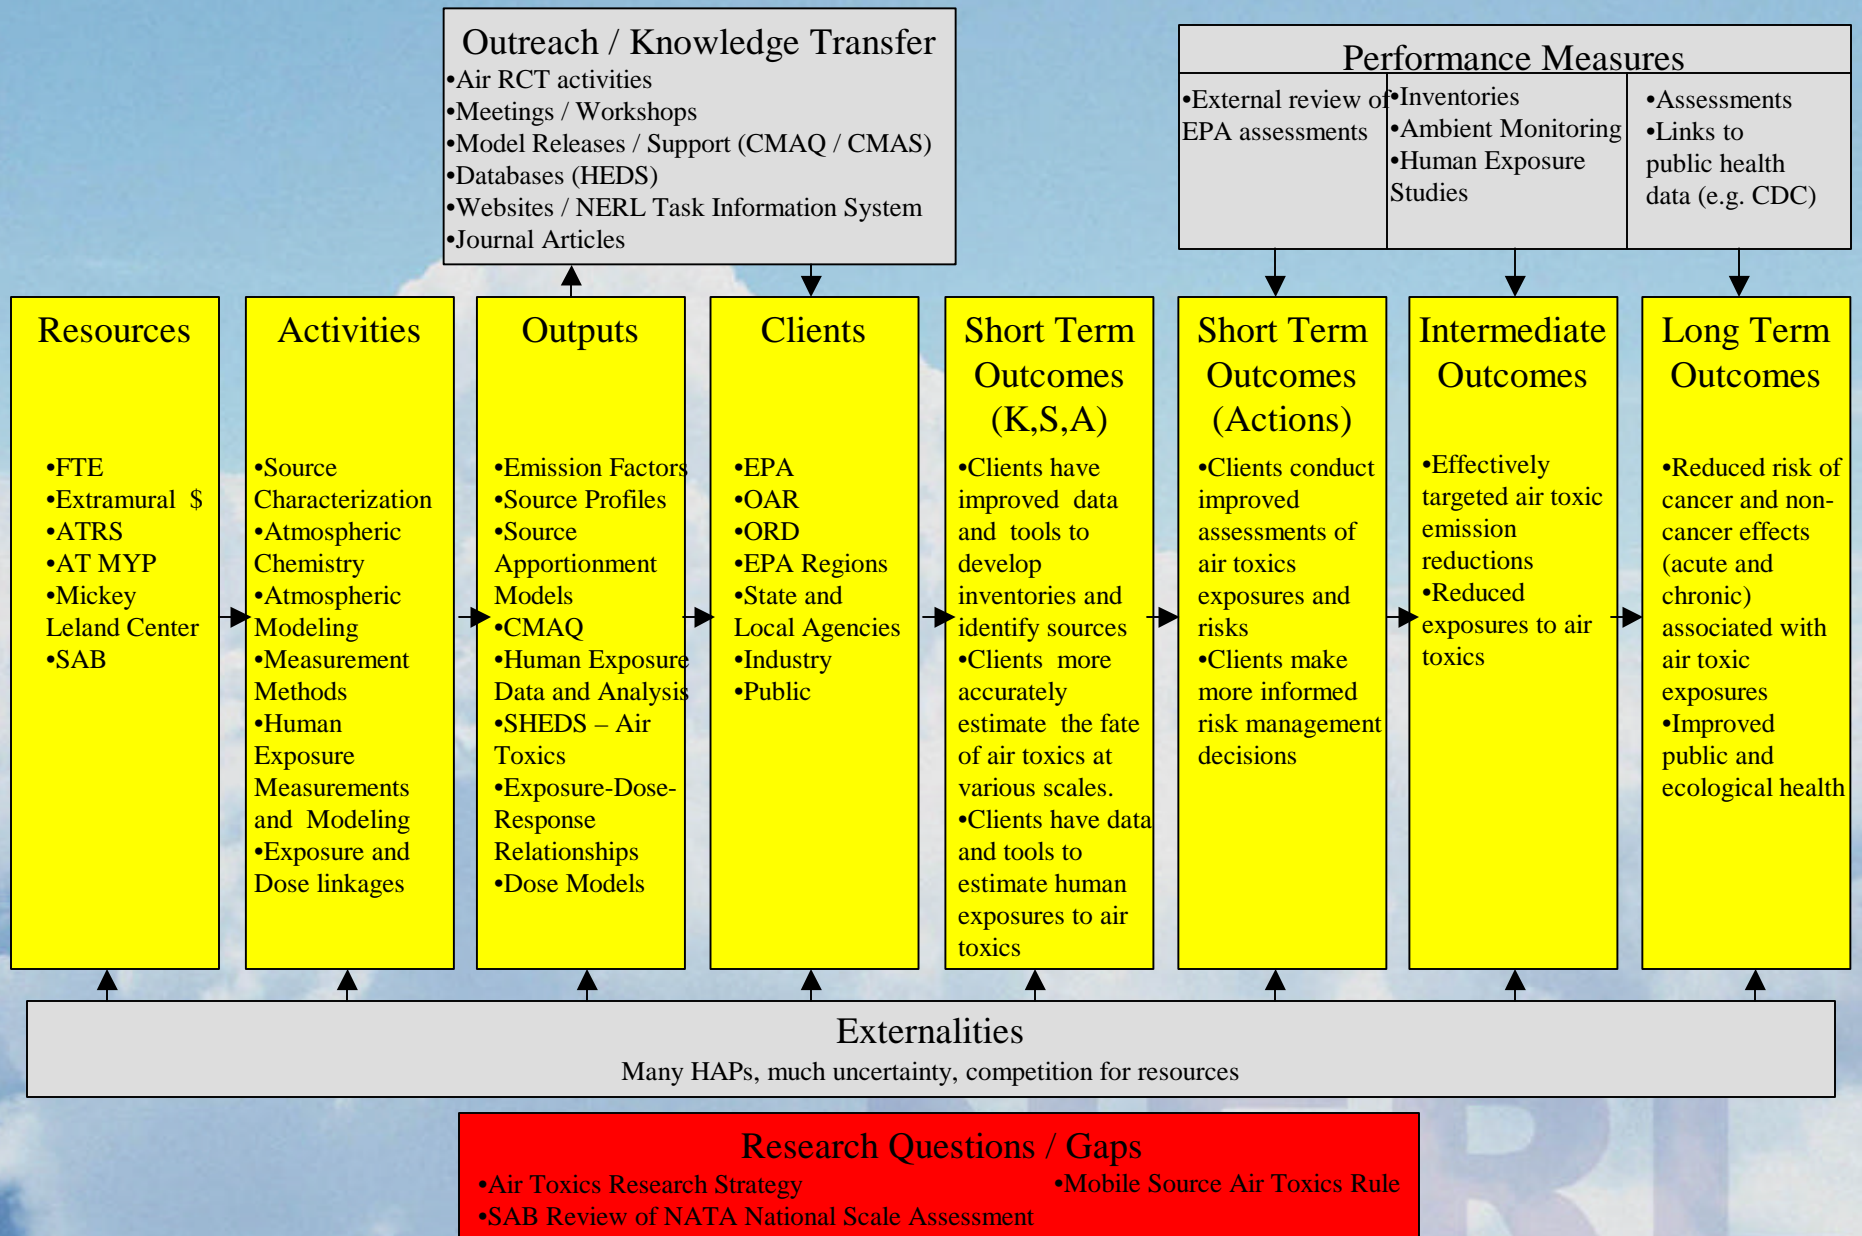 Outreach / Knowledge Transfer
•Air RCT activities
•Meetings / Workshops
•Model Releases / Support (CMAQ / CMAS)
•Databases (HEDS)
•Websites / NERL Task Information System
•Journal Articles
Performance Measures
•External review of
EPA assessments
•Inventories
•Ambient Monitoring
•Human Exposure
Studies
•Assessments
•Links to
public health
data (e.g. CDC)
Resources
•FTE
•Extramural $
•ATRS
•AT MYP
•Mickey
Leland Center
•SAB
Activities
•Source
Characterization
•Atmospheric
Chemistry
•Atmospheric
Modeling
•Measurement
Methods
•Human
Exposure
Measurements
and Modeling
•Exposure and
Dose linkages
Outputs
•Emission Factors
•Source Profiles
•Source
Apportionment
Models
•CMAQ
•Human Exposure
Data and Analysis
•SHEDS – Air
Toxics
•Exposure-Dose-
Response
Relationships
•Dose Models
Clients
•EPA
•OAR
•ORD
•EPA Regions
•State and
Local Agencies
•Industry
•Public
Short Term
Outcomes
(K,S,A)
•Clients have
improved data
and tools to
develop
inventories and
identify sources
•Clients more
accurately
estimate the fate
of air toxics at
various scales.
•Clients have data
and tools to
estimate human
exposures to air
toxics
Short Term
Outcomes
(Actions)
•Clients conduct
improved
assessments of
air toxics
exposures and
risks
•Clients make
more informed
risk management
decisions
Intermediate
Outcomes
•Effectively
targeted air toxic
emission
reductions
•Reduced
exposures to air
toxics
Long Term
Outcomes
•Reduced risk of
cancer and non-
cancer effects
(acute and
chronic)
associated with
air toxic
exposures
•Improved
public and
ecological health
Externalities
Many HAPs, much uncertainty, competition for resources
Research Questions / Gaps
•Air Toxics Research Strategy
•Mobile Source Air Toxics Rule
•SAB Review of NATA National Scale Assessment